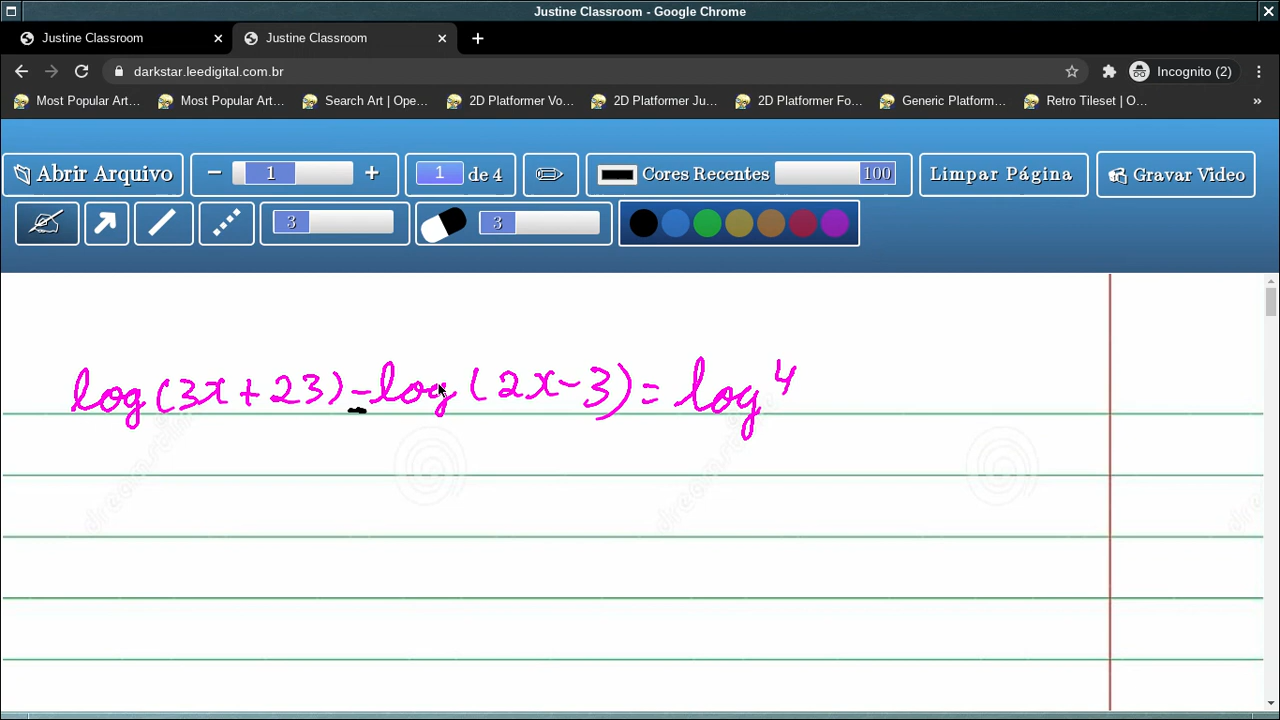 Justine Classroom - Google Chrome
Justine Classroom
Justine Classroom
darkstar.leedigital.com.br
Incognito (2)
Most Popular Art... Most Popular Art... Search Art | Ope... 2D Platformer Vo... 2D Platformer Ju... 2D Platformer Fo... Generic Platform... Retro Tileset | O... »
Abrir Arquivo − 1 + 1 de 4 Cores Recentes 100 Limpar Página Gravar Video
3 3
log(3x+23)-log(2x-3)=log4
dreamstime dreamstime